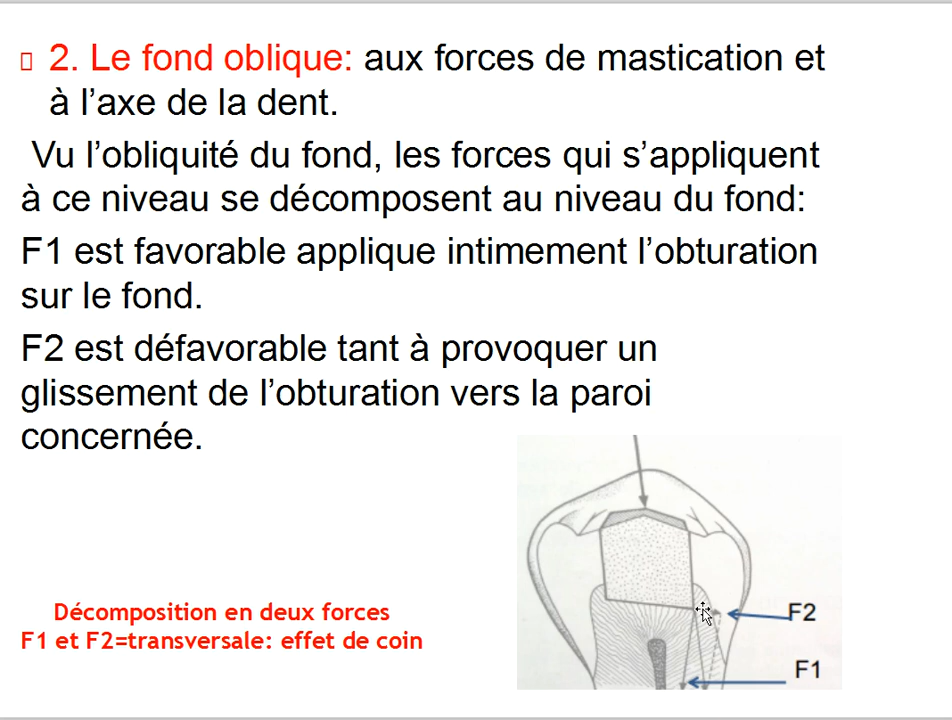 2. Le fond oblique: aux forces de mastication et
à l’axe de la dent.
Vu l’obliquité du fond, les forces qui s’appliquent
à ce niveau se décomposent au niveau du fond:
F1 est favorable applique intimement l’obturation
sur le fond.
F2 est défavorable tant à provoquer un
glissement de l’obturation vers la paroi
concernée.
Décomposition en deux forces
F1 et F2=transversale: effet de coin
F2
F1